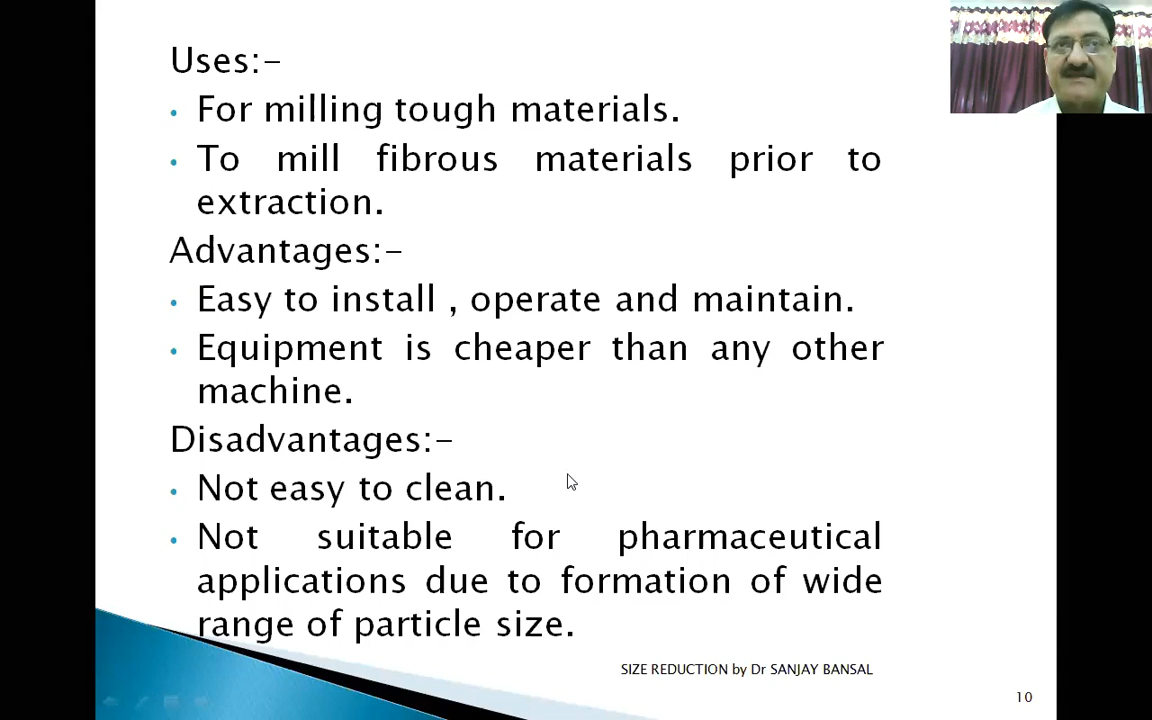 Uses:-
• For milling tough materials.
• To mill fibrous materials prior to
extraction.
Advantages:-
• Easy to install , operate and maintain.
• Equipment is cheaper than any other
machine.
Disadvantages:-
• Not easy to clean.
• Not suitable for pharmaceutical
applications due to formation of wide
range of particle size.
SIZE REDUCTION by Dr SANJAY BANSAL
10